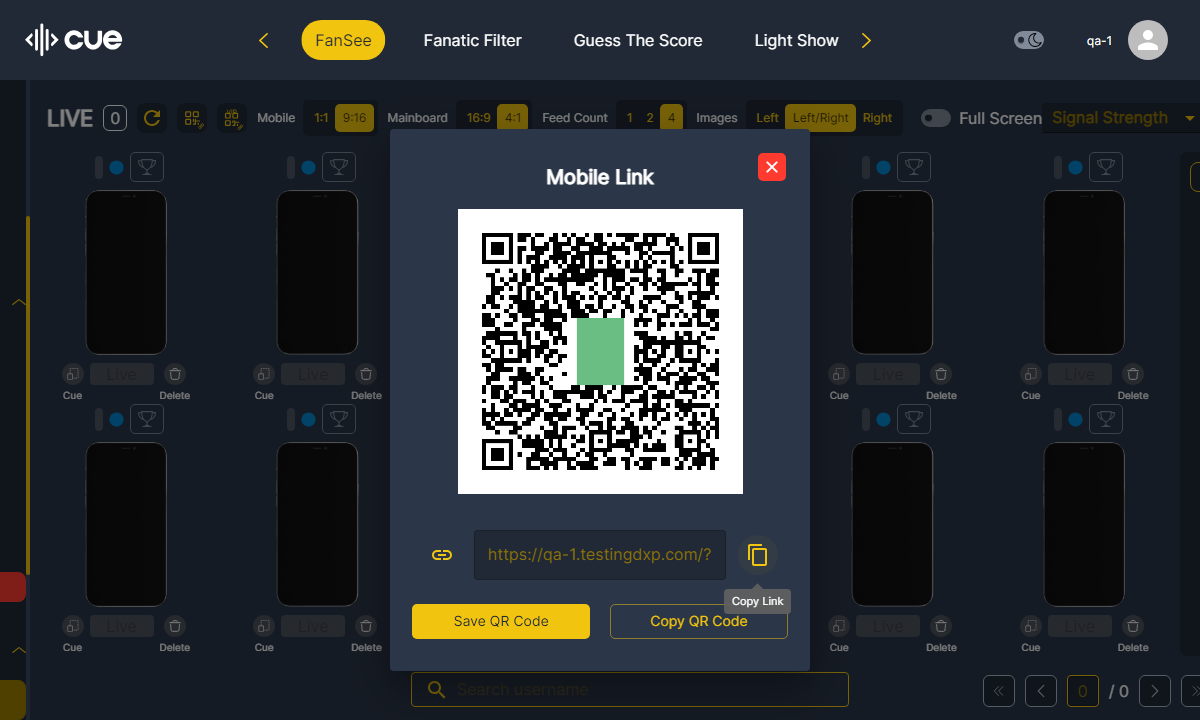 cue
FanSee
Fanatic Filter
Guess The Score
Light Show
qa-1
LIVE 0
Mobile 1:1 9:16
Mainboard 16:9 4:1
Feed Count 1 2 4
Images Left Left/Right Right
Full Screen
Signal Strength
Mobile Link
Live Live Live Live
Cue Delete Cue Delete Cue Delete Cue Delete
https://qa-1.testingdxp.com/?
Copy Link
Save QR Code
Copy QR Code
Live Live Live Live
Cue Delete Cue Delete Cue Delete Cue Delete
Search username
0 / 0